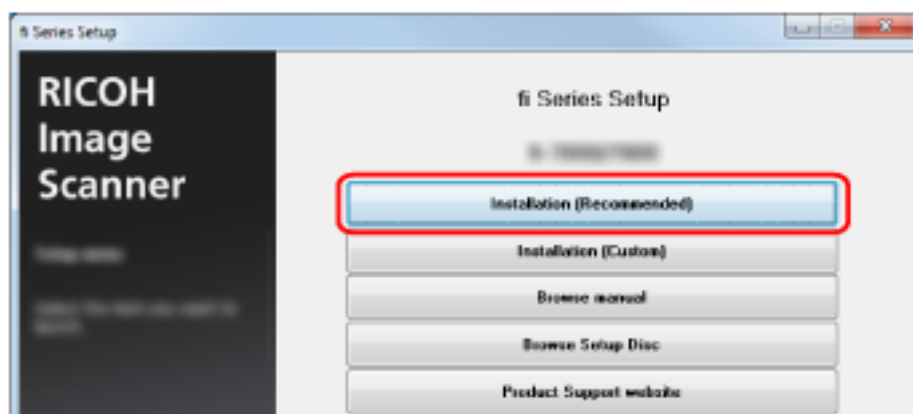 fi Series Setup
RICOH
Image
Scanner
fi Series Setup
Installation (Recommended)
Installation (Custom)
Browse manual
Browse Setup Disc
Product Support website